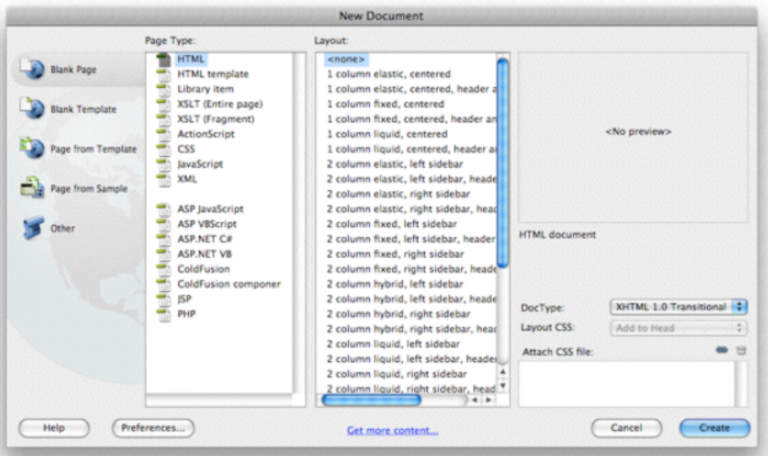 New Document
Blank Page
Blank Template
Page from Template
Page from Sample
Other
Page Type:
HTML
HTML template
Library item
XSLT (Entire page)
XSLT (Fragment)
ActionScript
CSS
JavaScript
XML
ASP JavaScript
ASP VBScript
ASP.NET C#
ASP.NET VB
ColdFusion
ColdFusion componer
JSP
PHP
Layout:
<none>
1 column elastic, centered
1 column elastic, centered, header a
1 column fixed, centered
1 column fixed, centered, header an
1 column liquid, centered
1 column liquid, centered, header a
2 column elastic, left sidebar
2 column elastic, left sidebar, heade
2 column elastic, right sidebar
2 column elastic, right sidebar, head
2 column fixed, left sidebar
2 column fixed, left sidebar, header
2 column fixed, right sidebar
2 column fixed, right sidebar, heade
2 column hybrid, left sidebar
2 column hybrid, left sidebar, heade
2 column hybrid, right sidebar
2 column hybrid, right sidebar, head
2 column liquid, left sidebar
2 column liquid, left sidebar, header
2 column liquid, right sidebar
2 column liquid, right sidebar, head
<No preview>
HTML document
DocType: XHTML 1.0 Transitional
Layout CSS: Add to Head
Attach CSS file:
Help
Preferences...
Get more content...
Cancel
Create